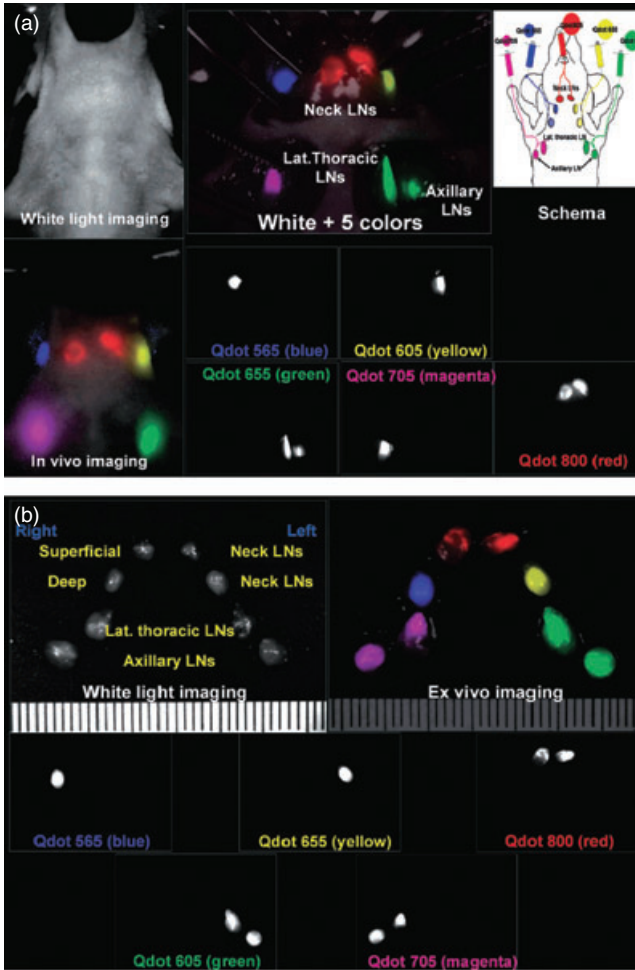 (a)
Neck LNs
Lat.Thoracic
LNs
Axillary
LNs
White light imaging
White + 5 colors
Neck LNs
Lat. thoracic LN
Axillary LN
Schema
In vivo imaging
Qdot 565 (blue)
Qdot 605 (yellow)
Qdot 655 (green)
Qdot 705 (magenta)
Qdot 800 (red)
(b)
Right Left
Superficial Neck LNs
Deep Neck LNs
Lat. thoracic LNs
Axillary LNs
White light imaging
Ex vivo imaging
Qdot 565 (blue)
Qdot 655 (yellow)
Qdot 800 (red)
Qdot 605 (green)
Qdot 705 (magenta)